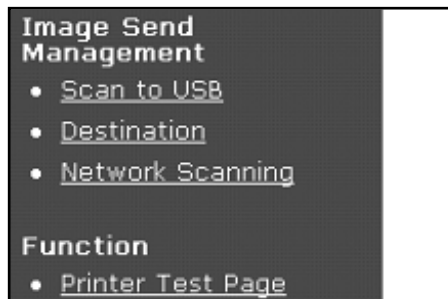 Image Send
Management
• Scan to USB
• Destination
• Network Scanning
Function
• Printer Test Page